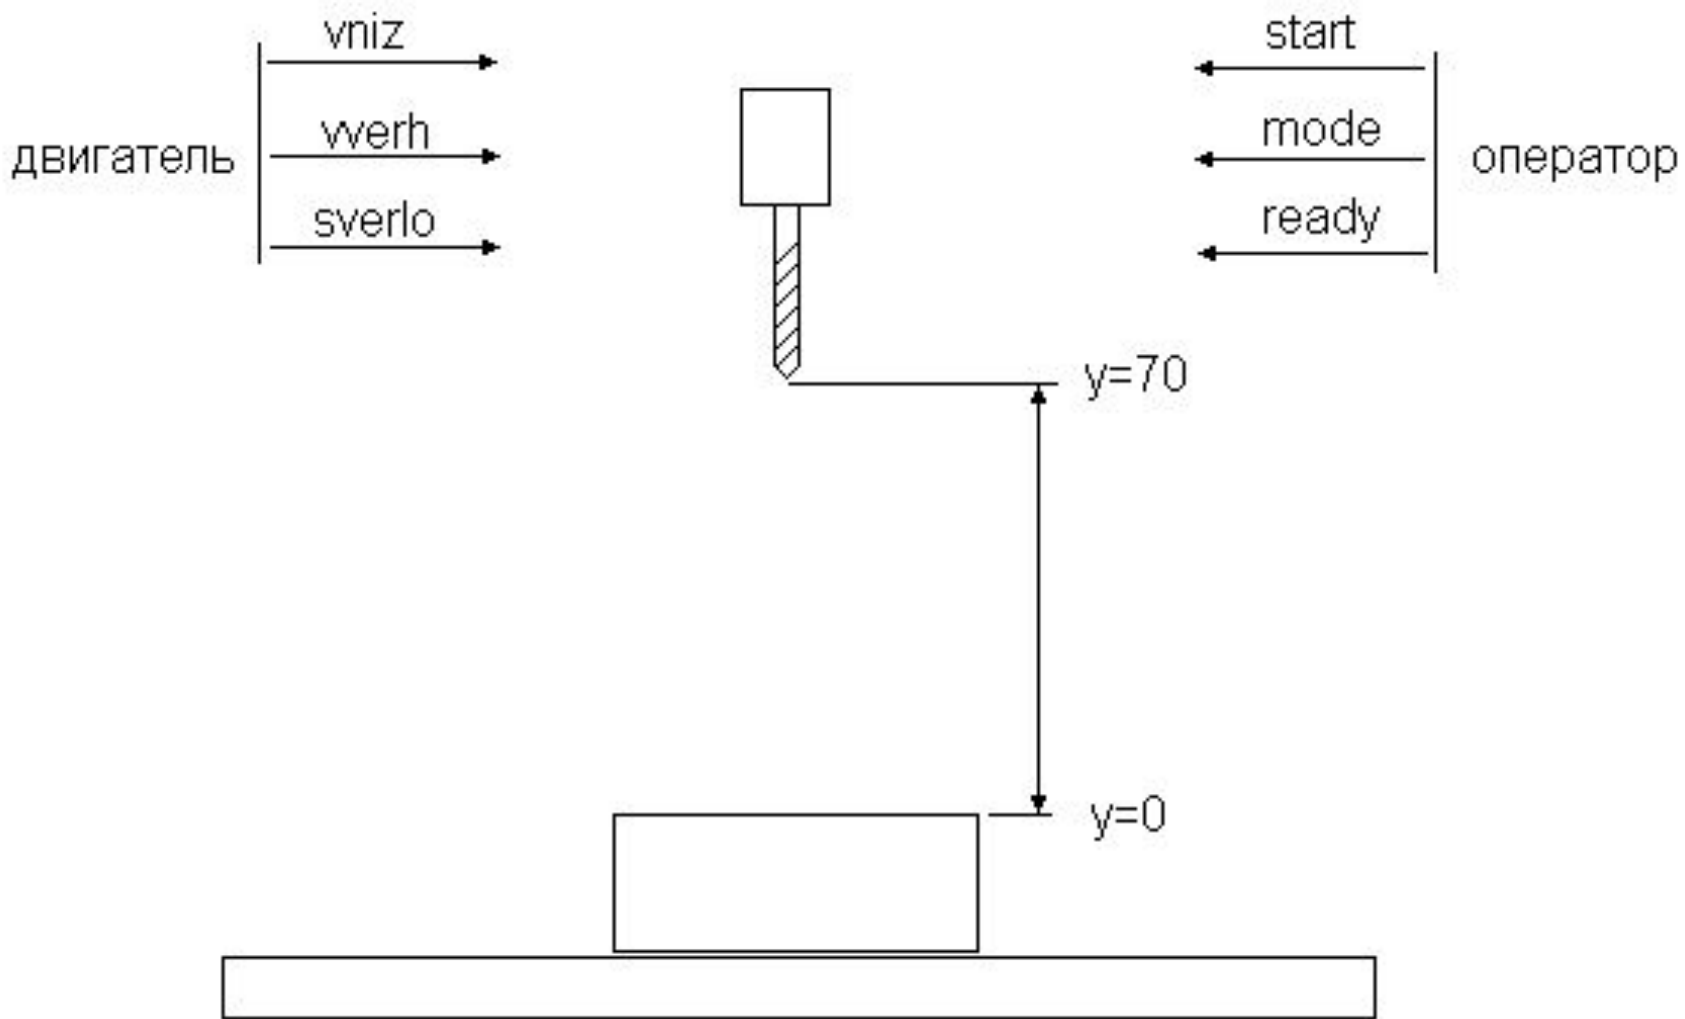 vniz
vverh
двигатель
sverlo
start
mode
оператор
ready
y=70
y=0